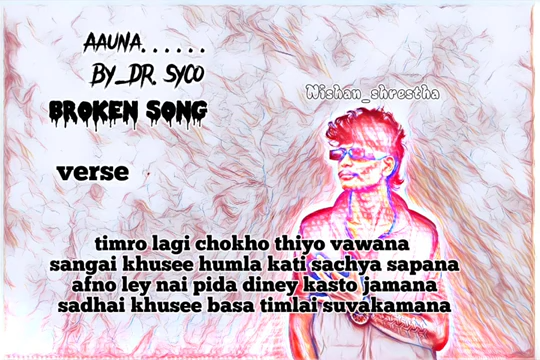 AAUNA......
BY_DR. SYCO
BROKEN SONG
Nishan_shrestha
verse
timro lagi chokho thiyo vawana
sangai khusee humla kati sachya sapana
afno ley nai pida diney kasto jamana
sadhai khusee basa timlai suvakamana